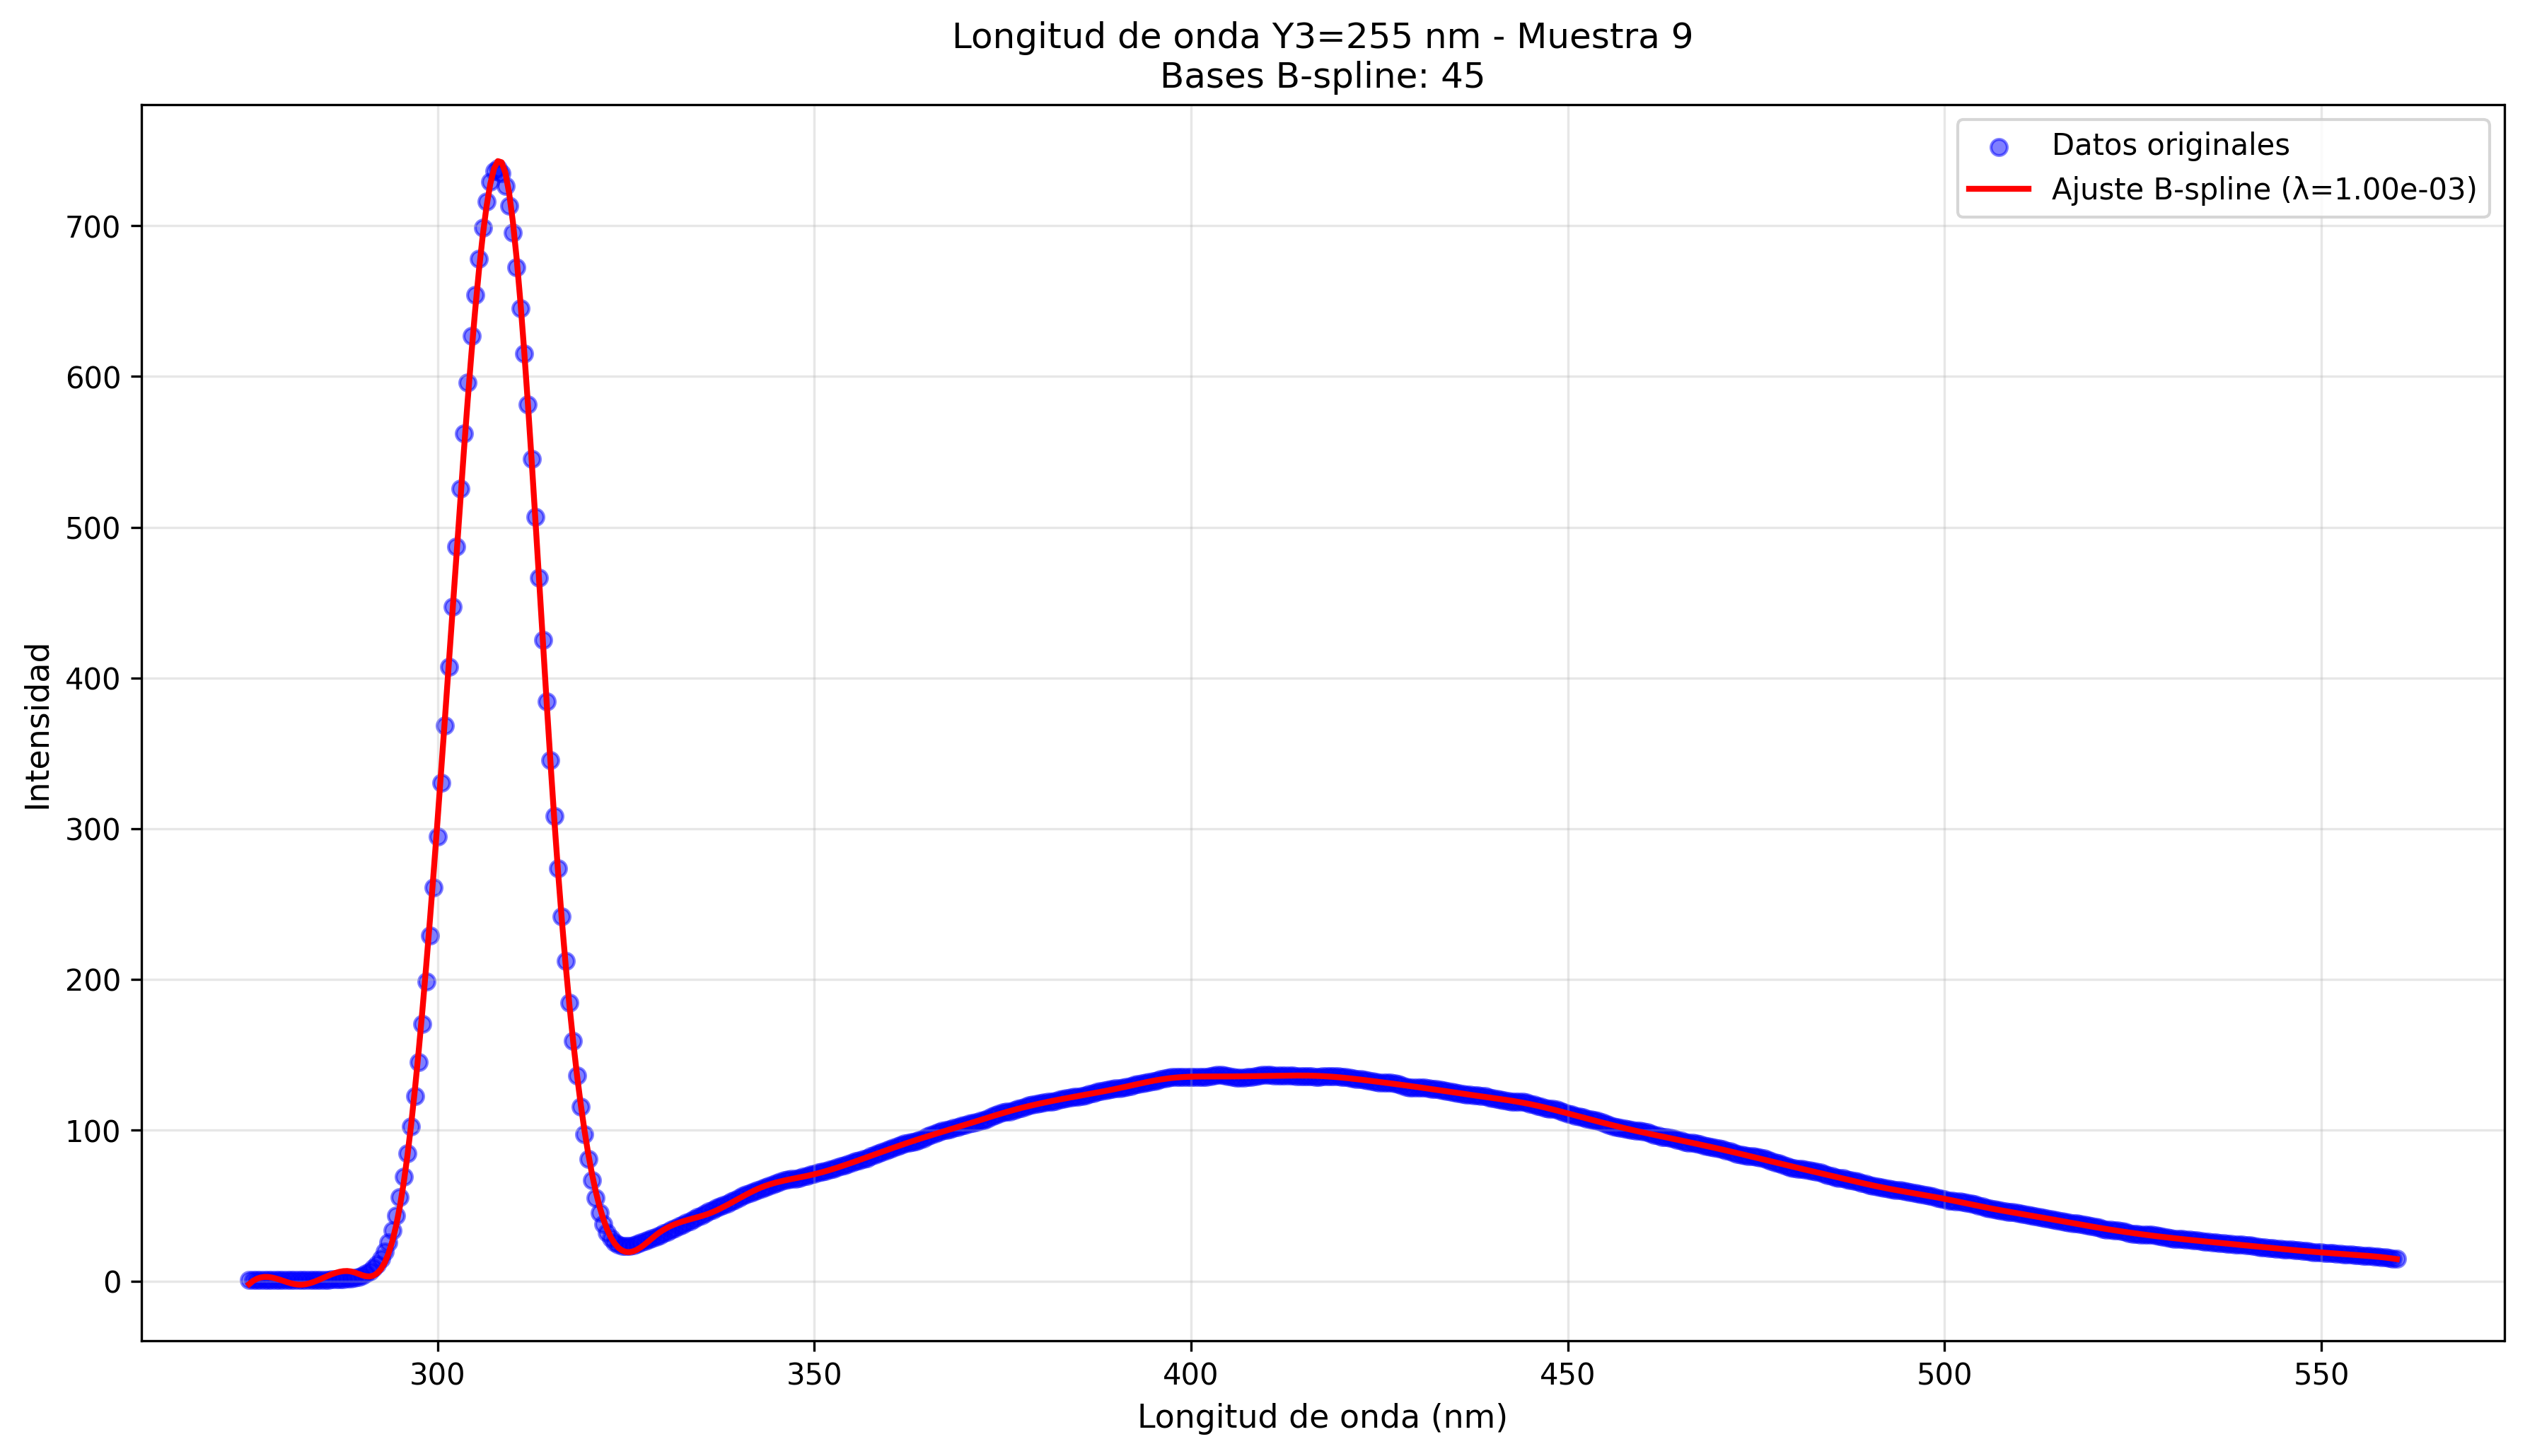 Longitud de onda Y3=255 nm - Muestra 9
Bases B-spline: 45
Datos originales
Ajuste B-spline (λ=1.00e-03)
Intensidad
700
600
500
400
300
200
100
0
300
350
400
450
500
550
Longitud de onda (nm)